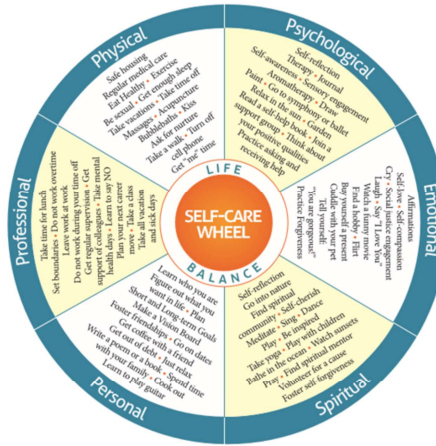 Physical
Safe housing
Regular medical care
Eat Healthy • Exercise
Be sexual • Get enough sleep
Take vacations • Take time off
Massages • Acupuncture
Bubblebaths • Kiss
Ask for nurture
Take a walk • Turn off
cell phone
Get "me" time
Psychological
Self-reflection
Therapy • Journal
Self-awareness • Sensory engagement
Aromatherapy • Draw
Paint • Go to symphony or ballet
Relax in the sun • Garden
Read a self-help book • Join a
support group • Think about
your positive qualities
Practice asking and
receiving help
Emotional
Affirmations
Self-love • Self-compassion
Cry • Social justice engagement
Laugh • Say "I Love You"
Watch a funny movie
Find a hobby • Flirt
Buy yourself a present
Cuddle with your pet
Tell yourself:
"You are gorgeous!"
Practice Forgiveness
Spiritual
Self-reflection
Go into nature
Find spiritual
community • Self-cherish
Meditate • Sing • Dance
Play • Be inspired
Take yoga • Play with children
Bathe in the ocean • Watch sunsets
Pray • Find spiritual mentor
Volunteer for a cause
Foster self forgiveness
Personal
Learn who you are
Figure out what you
want in life • Plan
Short and Long-term Goals
Make a Vision Board
Foster friendships • Go on dates
Get coffee with a friend
Get out of debt • Just relax
Write a poem or a book • Spend time
with your family • Cook out
Learn to play guitar
Professional
Take time for lunch
Set boundaries • Do not work overtime
Leave work at work
Do not work during your time off
Get regular supervision • Get
support of colleagues • Take mental
health days • Learn to say NO
Plan your next career
move • Take a class
Take all vacation
and sick days
LIFE
SELF-CARE
WHEEL
BALANCE